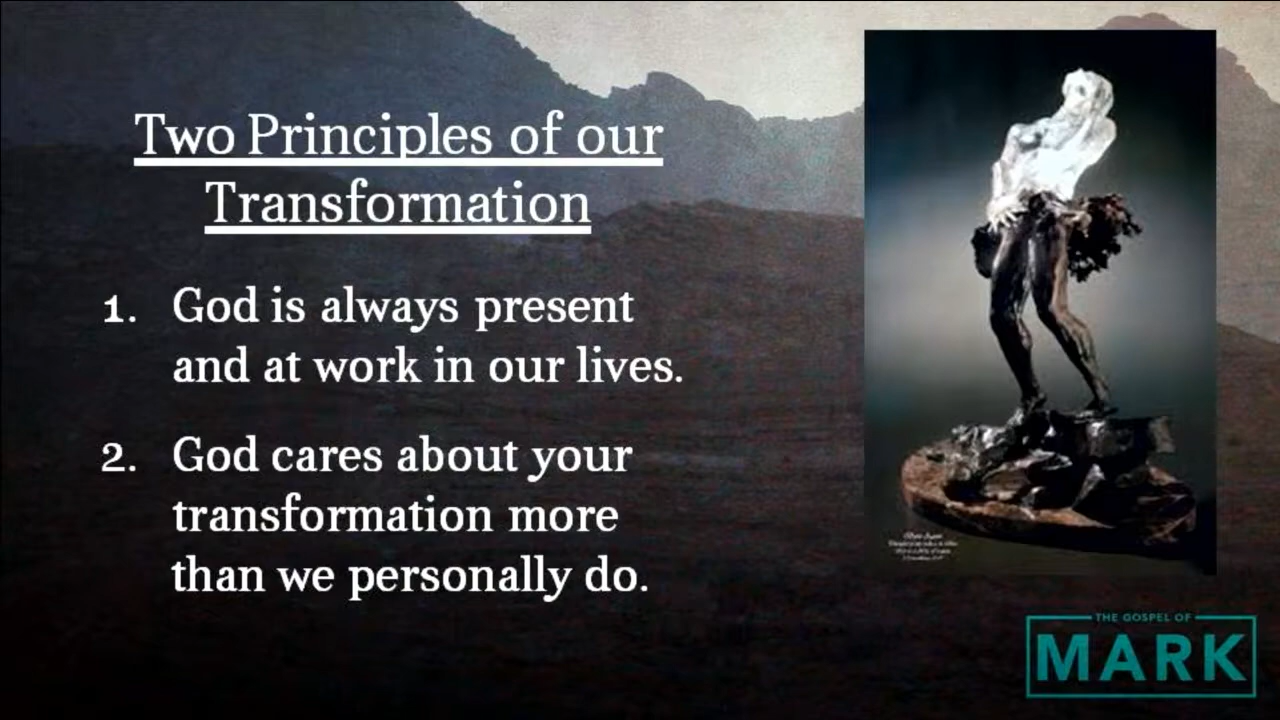 Two Principles of our
Transformation
1. God is always present
and at work in our lives.
2. God cares about your
transformation more
than we personally do.
THE GOSPEL OF
MARK